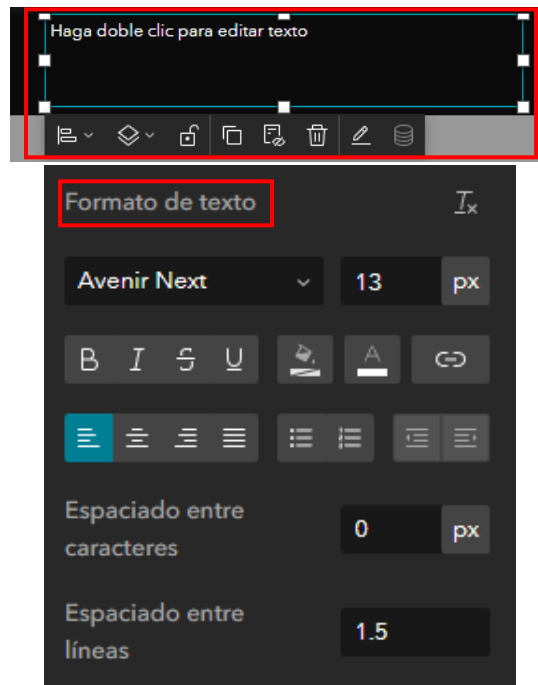 Haga doble clic para editar texto
Formato de texto
Avenir Next 13 px
B I S U A
Espaciado entre
caracteres
0 px
Espaciado entre
líneas
1.5